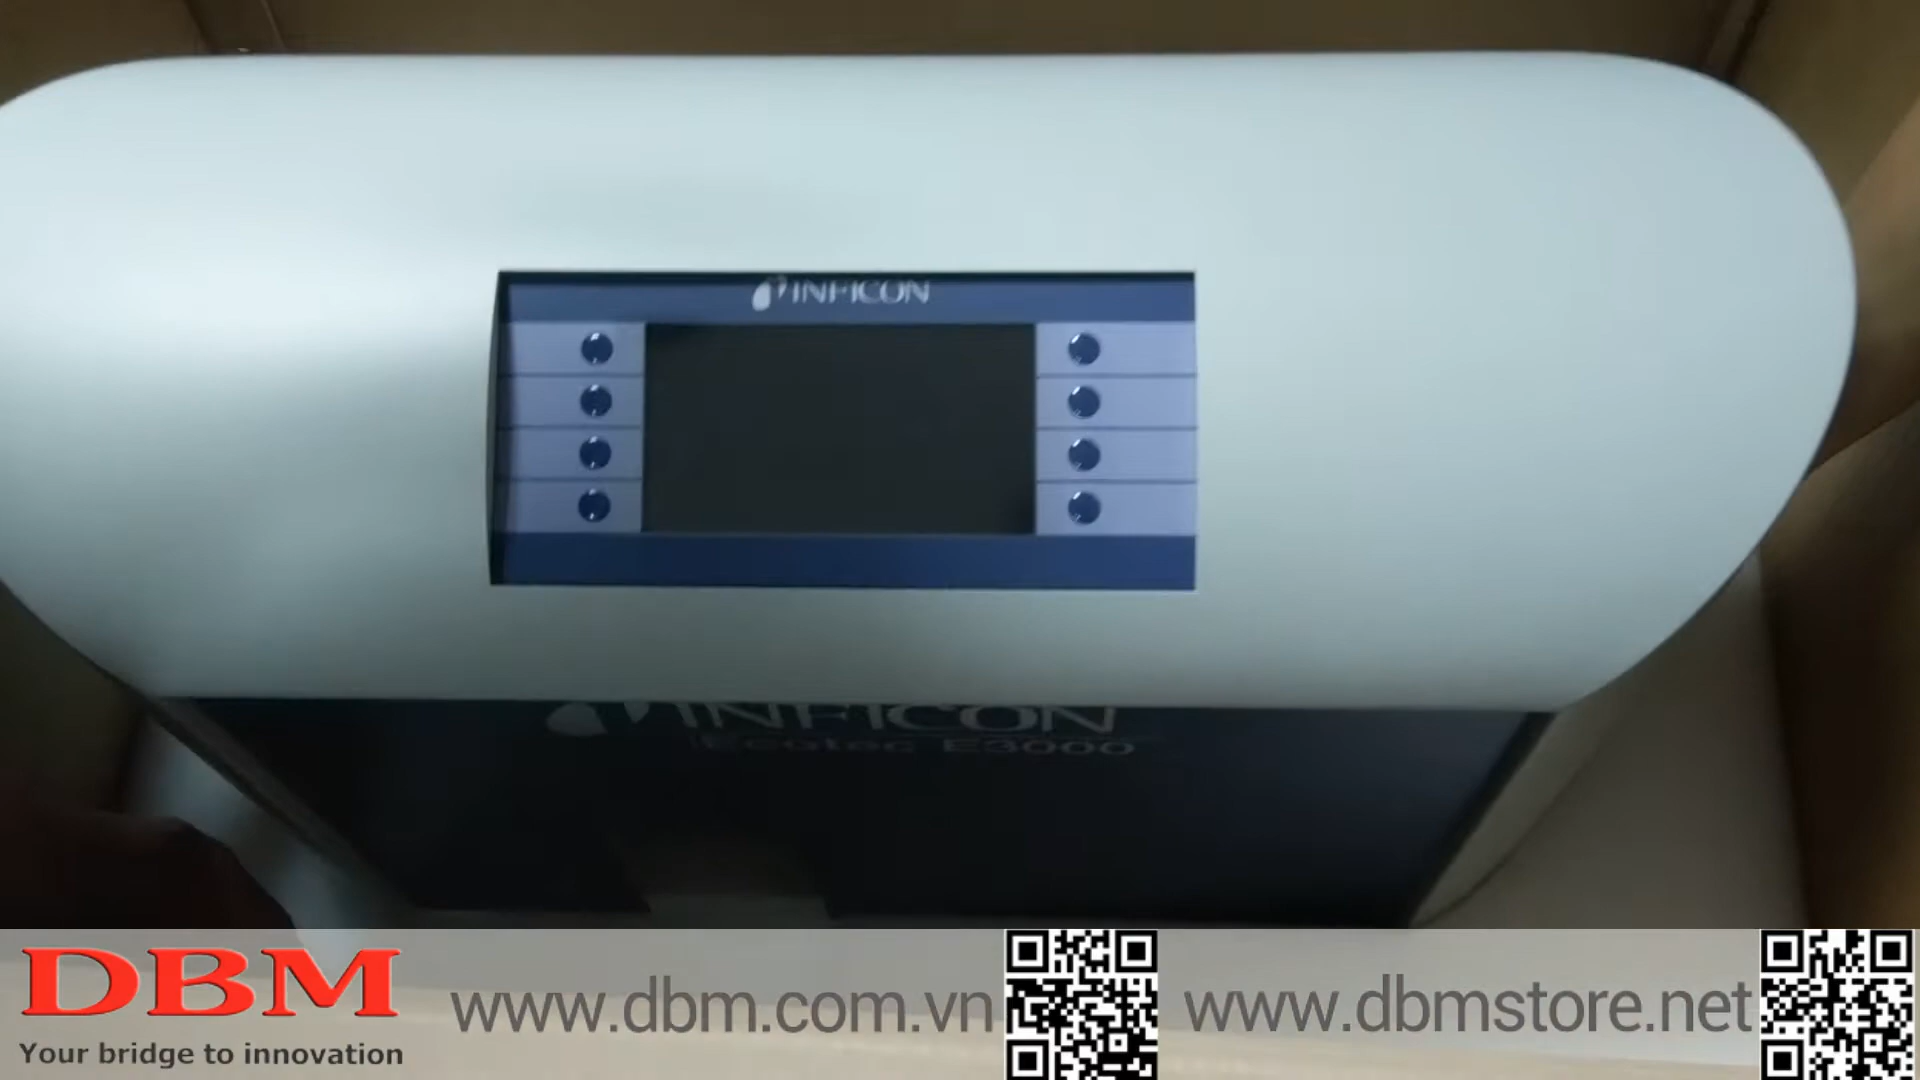 INFICON
INFICON
Ecotec E3000
DBM
Your bridge to innovation
www.dbm.com.vn
www.dbmstore.net